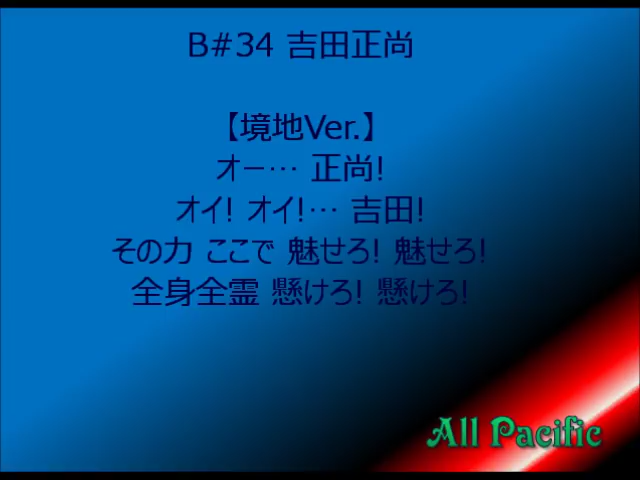 B#34 吉田正尚
【境地Ver.】
オー… 正尚!
オイ! オイ!… 吉田!
その力 ここで 魅せろ! 魅せろ!
全身全霊 懸けろ! 懸けろ!
All Pacific